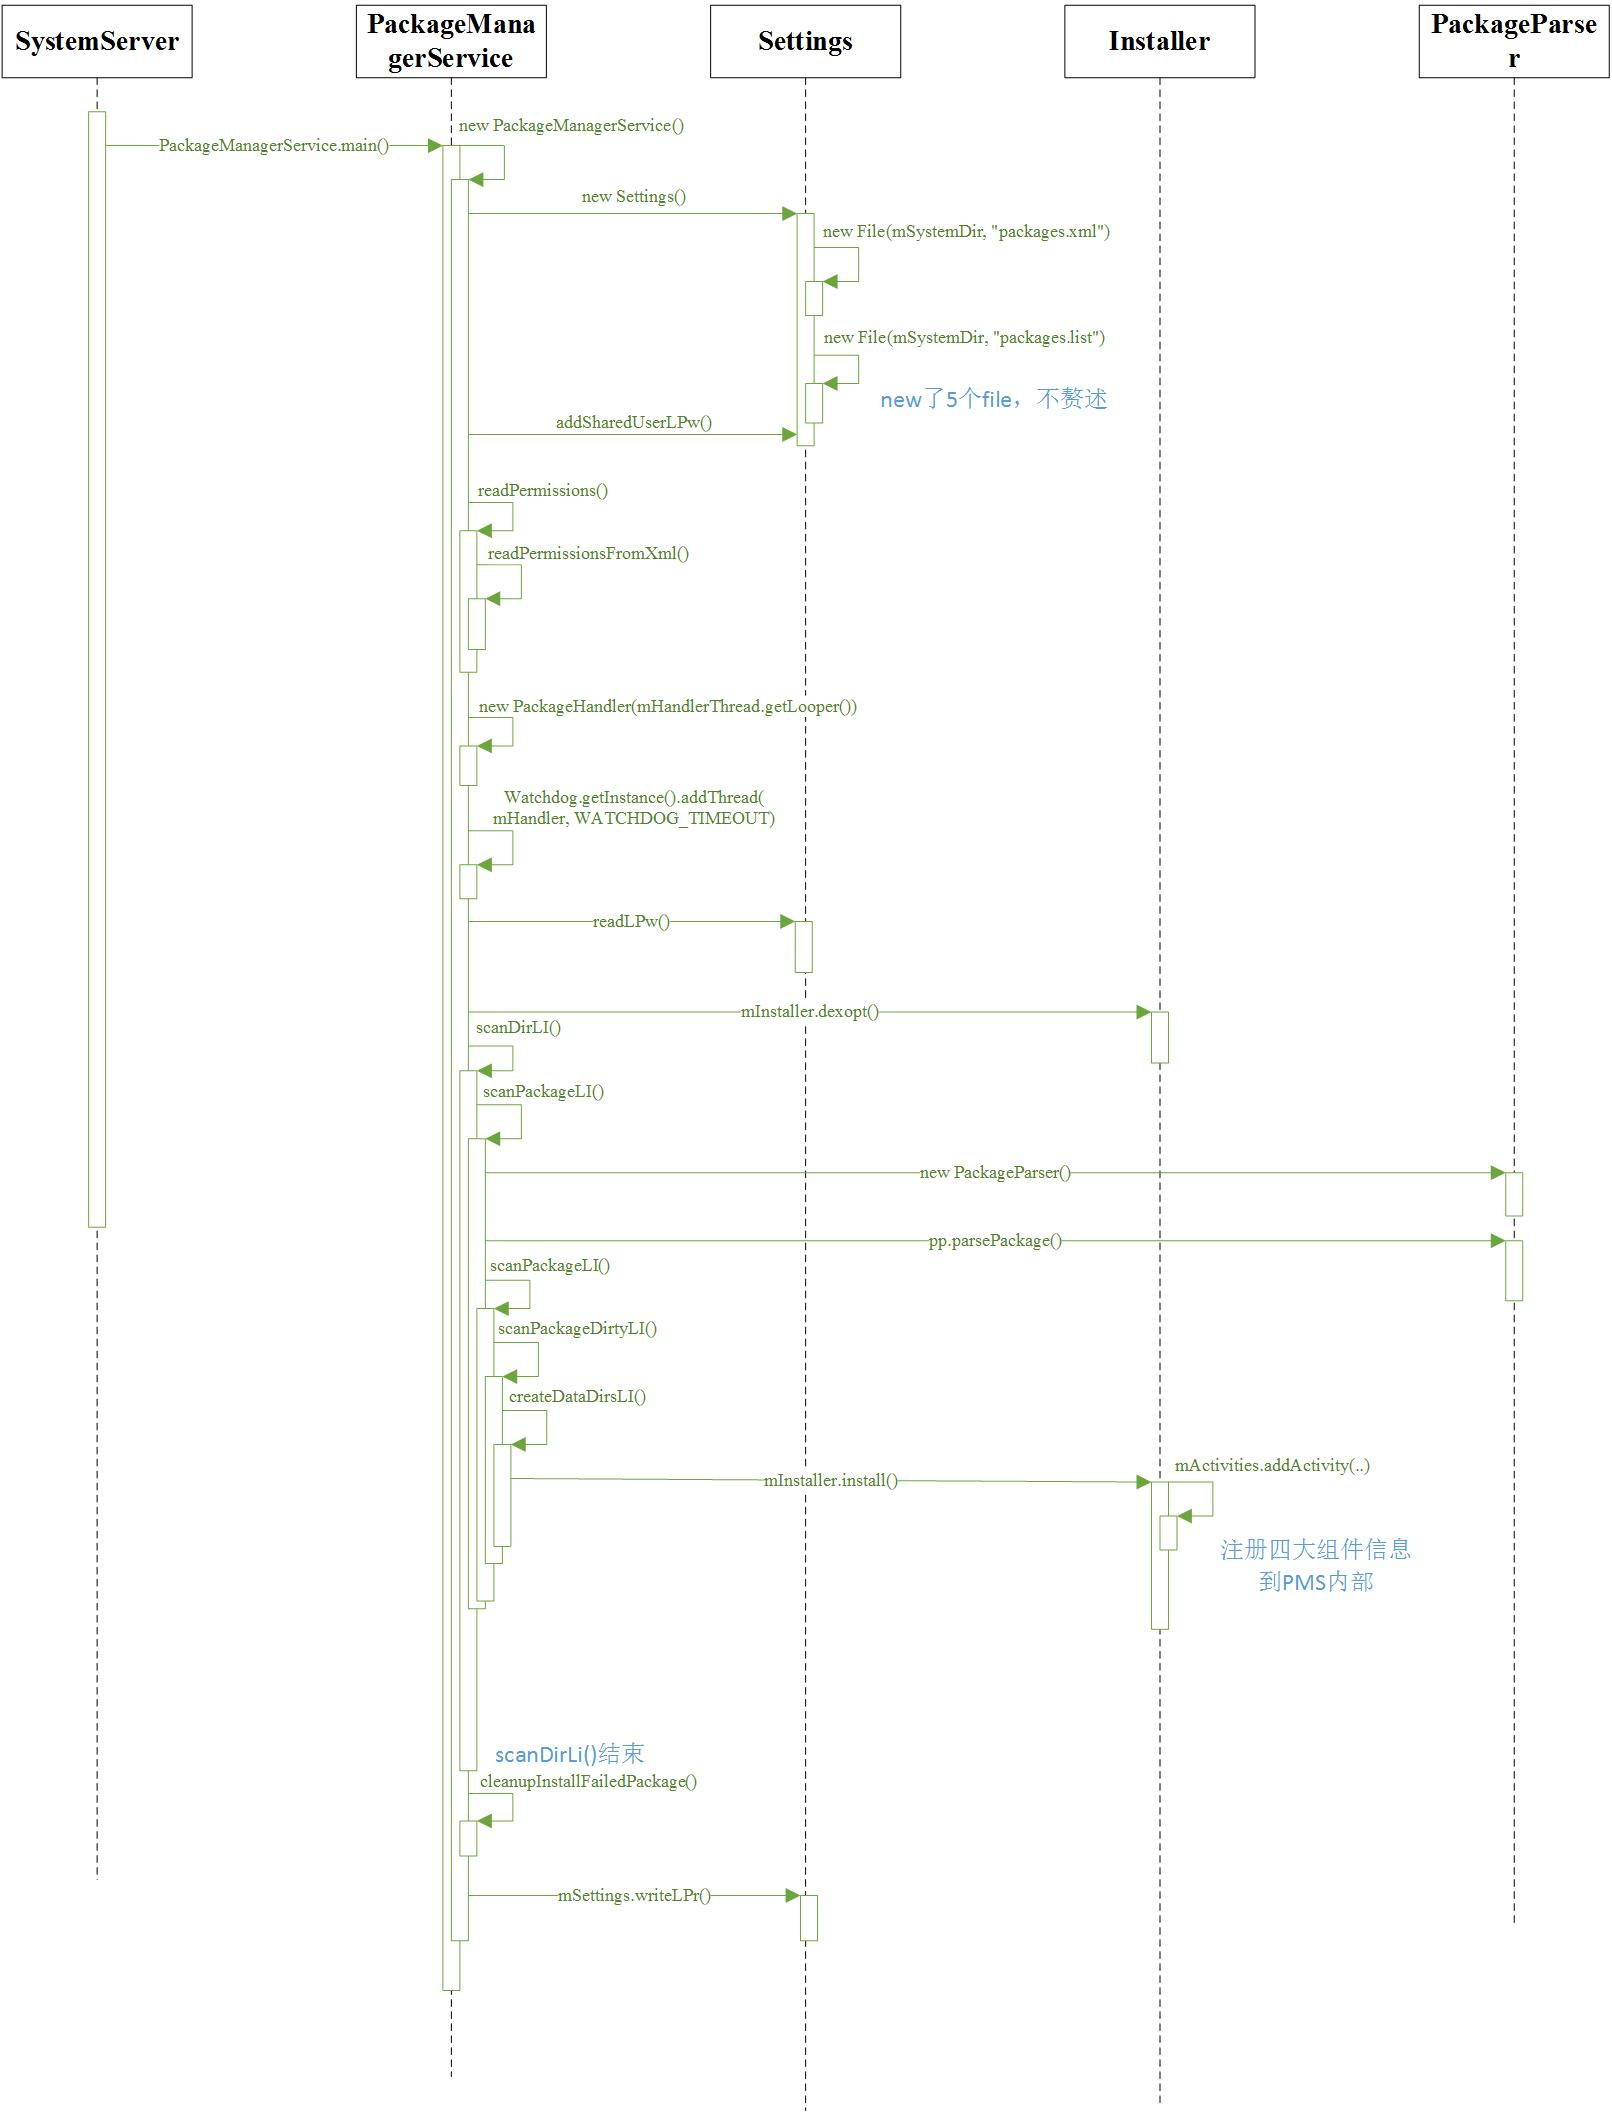 SystemServer
PackageMana
gerService
Settings
Installer
PackageParse
r
new PackageManagerService()
PackageManagerService.main()
new Settings()
new File(mSystemDir, "packages.xml")
new File(mSystemDir, "packages.list")
new了5个file，不赘述
addSharedUserLPw()
readPermissions()
readPermissionsFromXml()
new PackageHandler(mHandlerThread.getLooper())
Watchdog.getInstance().addThread(
mHandler, WATCHDOG_TIMEOUT)
readLPw()
mInstaller.dexopt()
scanDirLI()
scanPackageLI()
new PackageParser()
pp.parsePackage()
scanPackageLI()
scanPackageDirtyLI()
createDataDirsLI()
mActivities.addActivity(..)
mInstaller.install()
注册四大组件信息
到PMS内部
scanDirLi()结束
cleanupInstallFailedPackage()
mSettings.writeLPr()